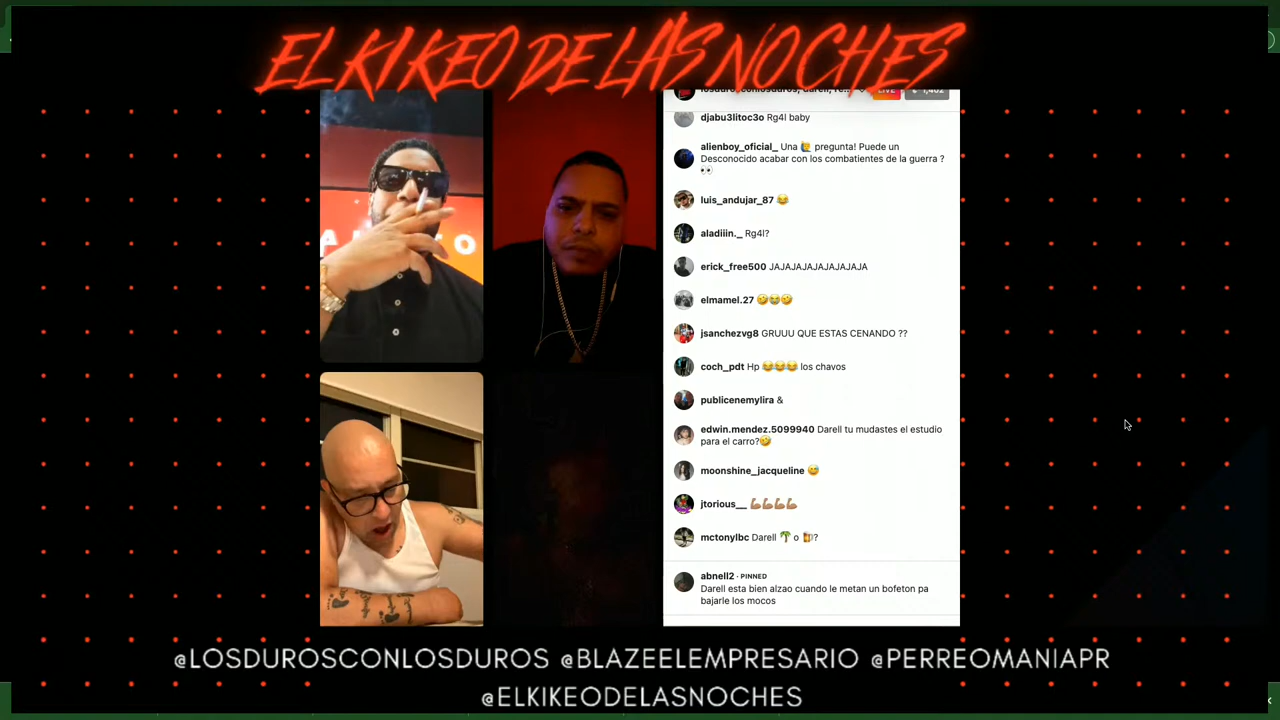 EL KIKEO DE LAS NOCHES
LIVE
djabu3litoc3o Rg4l baby
alienboy_oficial_ Una 🙋 pregunta! Puede un
Desconocido acabar con los combatientes de la guerra ?
👀
luis_andujar_87 😂
aladiiin._ Rg4l?
erick_free500 JAJAJAJAJAJAJAJA
elmamel.27 🤣😭🤣
jsanchezvg8 GRUUU QUE ESTAS CENANDO ??
coch_pdt Hp 😂😂😂 los chavos
publicenemylira &
edwin.mendez.5099940 Darell tu mudastes el estudio
para el carro?🤣
moonshine_jacqueline 😅
jtorious__ 💪🏽💪🏽💪🏽💪🏽
mctonylbc Darell 🌴 o 🥃?
abnell2 · PINNED
Darell esta bien alzao cuando le metan un bofeton pa
bajarle los mocos
@LOSDUROSCONLOSDUROS @BLAZEELEMPRESARIO @PERREOMANIAPR
@ELKIKEODELASNOCHES